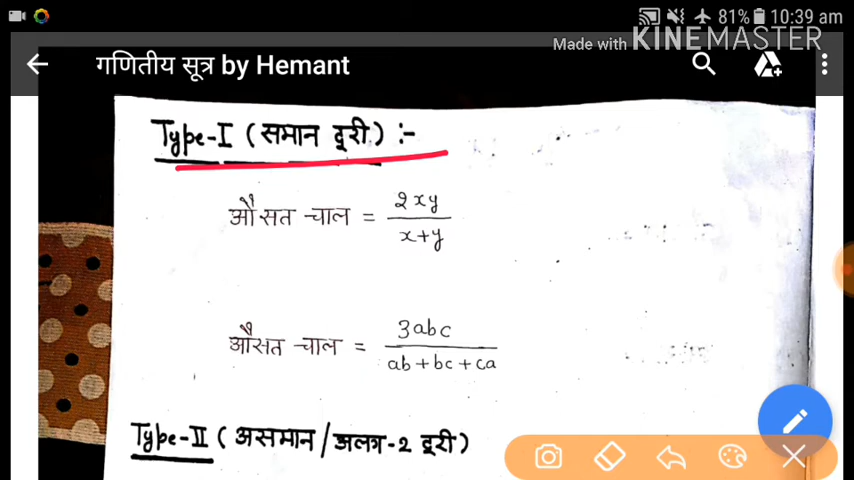 81% 10:39 am
Made with KINEMASTER
गणितीय सूत्र by Hemant
Type-I (समान दूरी) :-
औसत चाल = 2xy / x+y
औसत चाल = 3abc / ab+bc+ca
Type-II (असमान/अलग-2 दूरी)